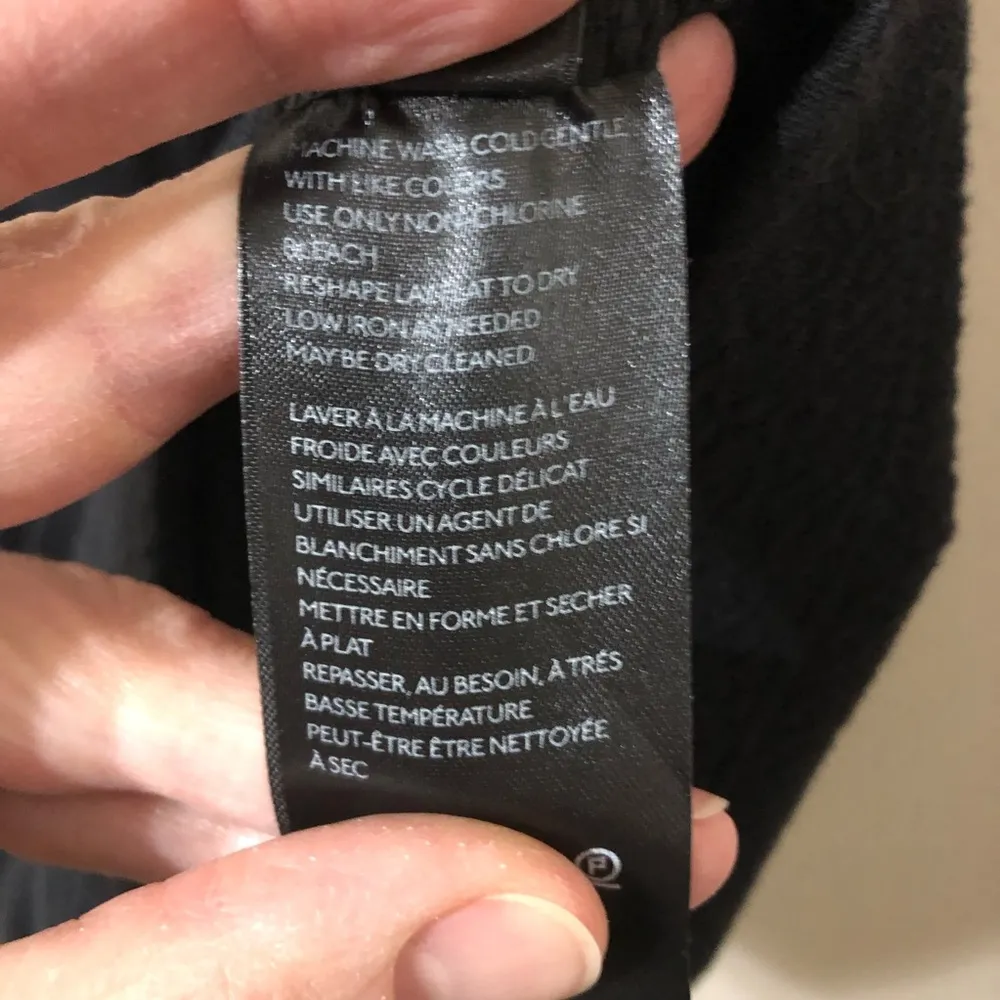 MACHINE WASH COLD GENTLE
WITH LIKE COLORS
USE ONLY NON-CHLORINE
BLEACH
RESHAPE LAY FLAT TO DRY
LOW IRON AS NEEDED
MAY BE DRY CLEANED
LAVER À LA MACHINE À L'EAU
FROIDE AVEC COULEURS
SIMILAIRES CYCLE DÉLICAT
UTILISER UN AGENT DE
BLANCHIMENT SANS CHLORE SI
NÉCESSAIRE
METTRE EN FORME ET SECHER
À PLAT
REPASSER, AU BESOIN, À TRÉS
BASSE TEMPÉRATURE
PEUT-ÊTRE ÊTRE NETTOYÉE
À SEC
P